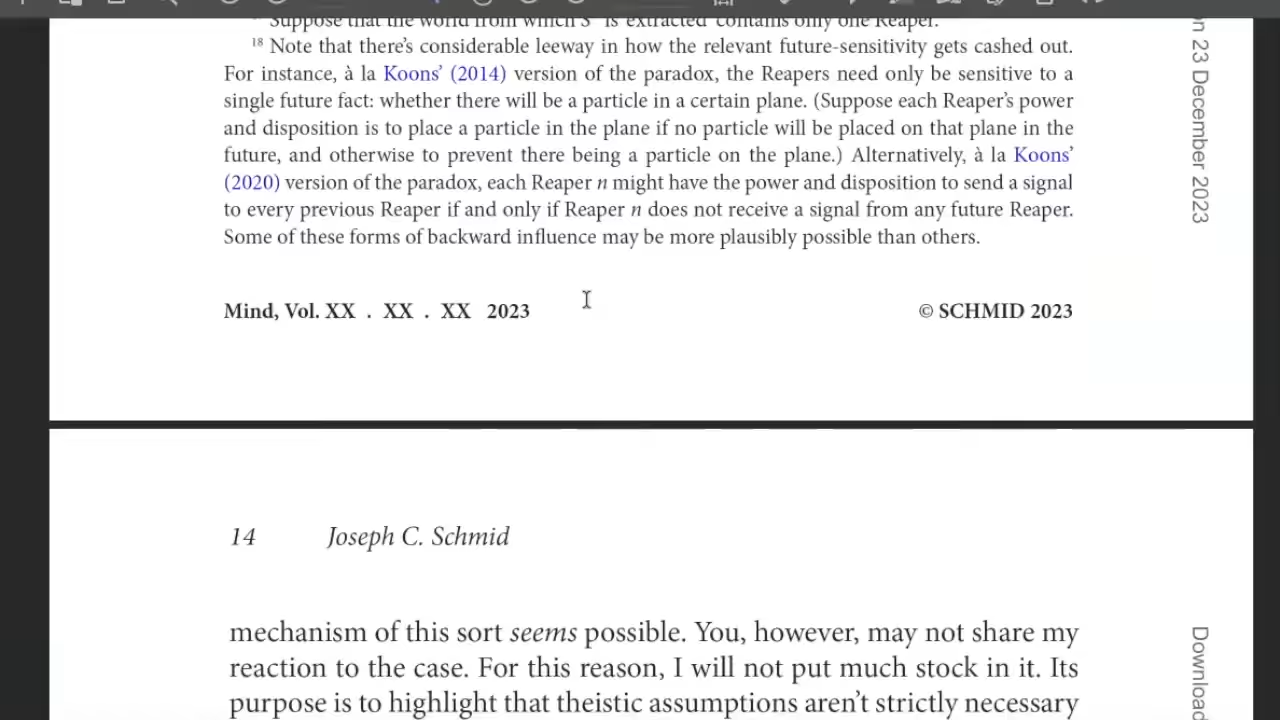 Suppose that the world from which S is extracted contains only one Reaper.
18 Note that there's considerable leeway in how the relevant future-sensitivity gets cashed out.
For instance, à la Koons' (2014) version of the paradox, the Reapers need only be sensitive to a
single future fact: whether there will be a particle in a certain plane. (Suppose each Reaper's power
and disposition is to place a particle in the plane if no particle will be placed on that plane in the
future, and otherwise to prevent there being a particle on the plane.) Alternatively, à la Koons'
(2020) version of the paradox, each Reaper n might have the power and disposition to send a signal
to every previous Reaper if and only if Reaper n does not receive a signal from any future Reaper.
Some of these forms of backward influence may be more plausibly possible than others.
Mind, Vol. XX . XX . XX 2023
© SCHMID 2023
n 23 December 2023
14 Joseph C. Schmid
mechanism of this sort seems possible. You, however, may not share my
reaction to the case. For this reason, I will not put much stock in it. Its
purpose is to highlight that theistic assumptions aren't strictly necessary
Download